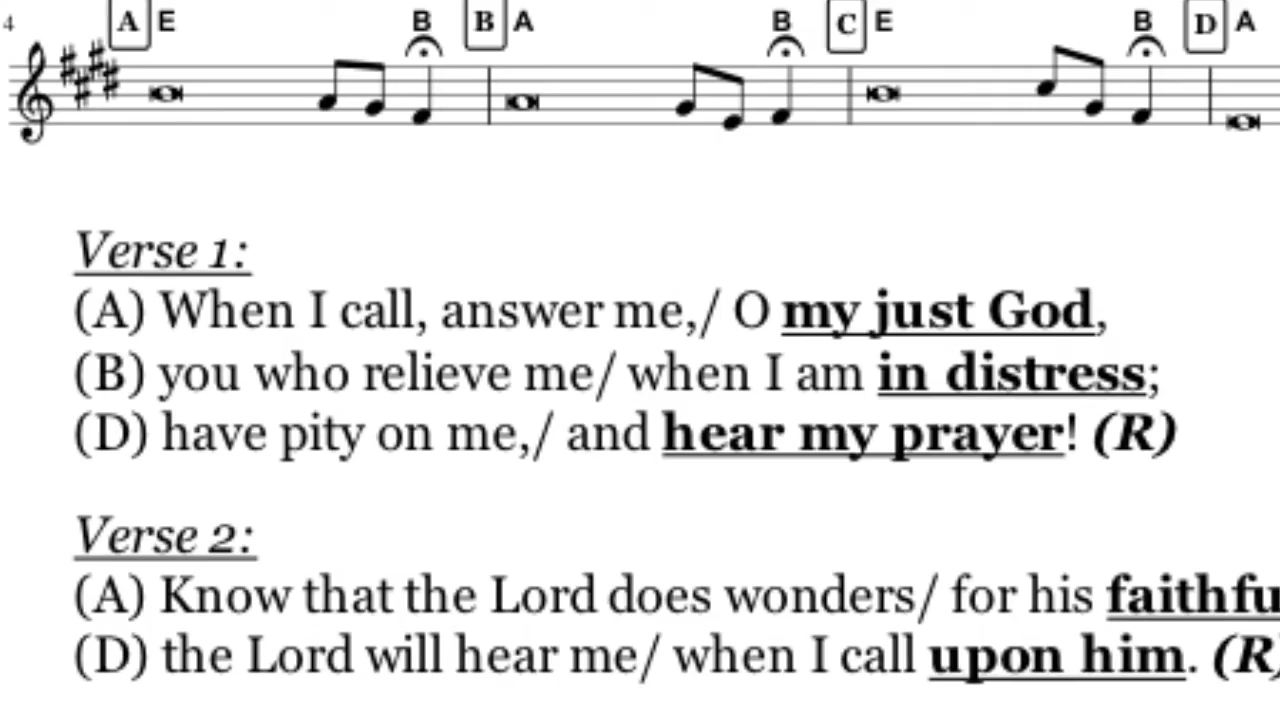 4 A E B B A B C E B D A
Verse 1:
(A) When I call, answer me,/ O my just God,
(B) you who relieve me/ when I am in distress;
(D) have pity on me,/ and hear my prayer! (R)
Verse 2:
(A) Know that the Lord does wonders/ for his faithfu
(D) the Lord will hear me/ when I call upon him. (R)